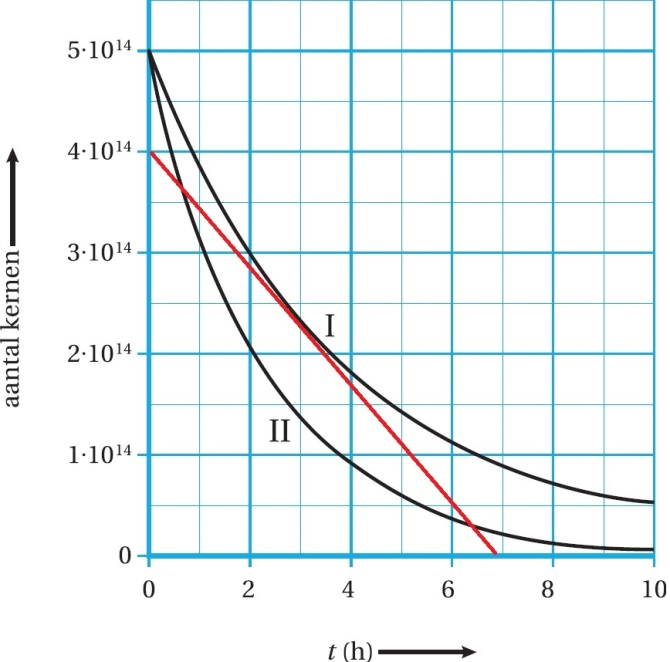 5·10¹⁴
4·10¹⁴
3·10¹⁴
2·10¹⁴
1·10¹⁴
0
aantal kernen
I
II
0 2 4 6 8 10
t (h)